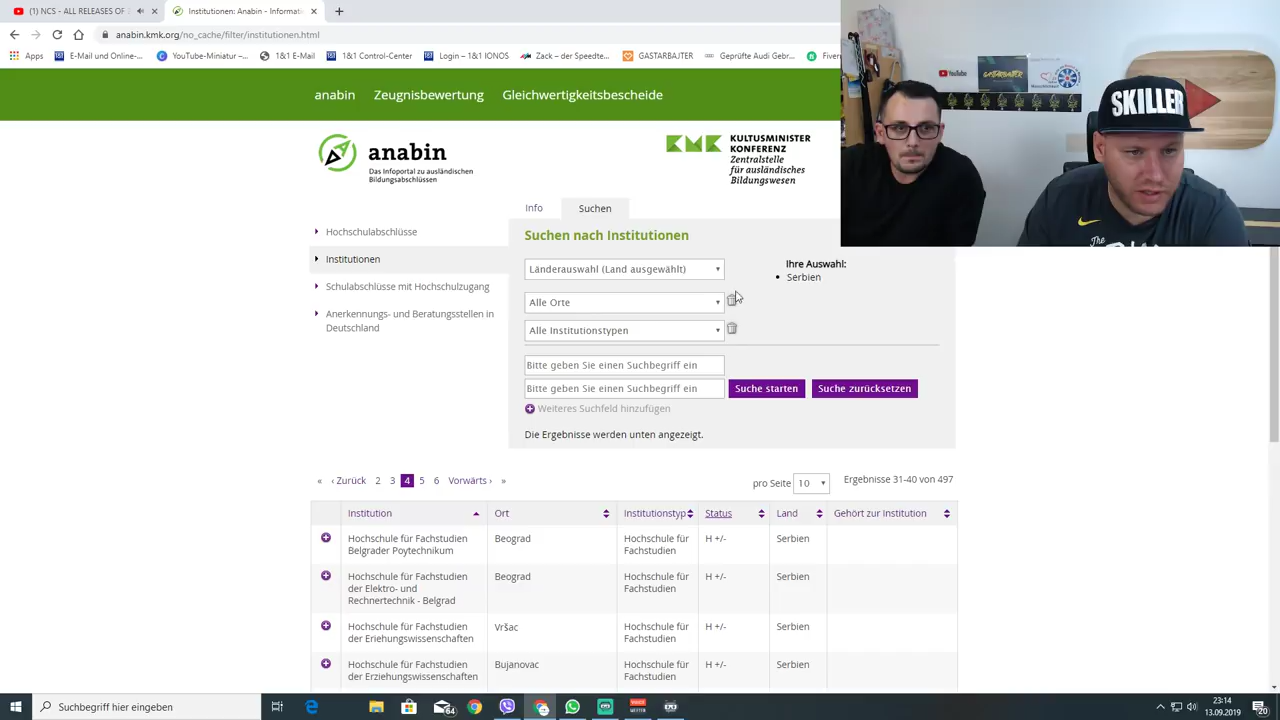 (1) NCS - ALL RELEASES OF
Institutionen: Anabin - Informatio
anabin.kmk.org/no_cache/filter/institutionen.html
Apps
E-Mail und Online-...
YouTube-Miniatur –...
1&1 E-Mail
1&1 Control-Center
Login – 1&1 IONOS
Zack – die Speedte...
GASTARBAJTER
Geprüfte Audi Gebr...
Fiverr
YouTube
GASTARBAJTER
SKILLER
anabin
Zeugnisbewertung
Gleichwertigkeitsbescheide
anabin
Das Infoportal zu ausländischen
Bildungsabschlüssen
KMK
KULTUSMINISTER
KONFERENZ
Zentralstelle
für ausländisches
Bildungswesen
Info
Suchen
Hochschulabschlüsse
Institutionen
Schulabschlüsse mit Hochschulzugang
Anerkennungs- und Beratungsstellen in
Deutschland
Suchen nach Institutionen
Länderauswahl (Land ausgewählt)
Ihre Auswahl:
Serbien
Alle Orte
Alle Institutionstypen
Bitte geben Sie einen Suchbegriff ein
Bitte geben Sie einen Suchbegriff ein
Suche starten
Suche zurücksetzen
Weiteres Suchfeld hinzufügen
Die Ergebnisse werden unten angezeigt.
« ‹ Zurück 2 3 4 5 6 Vorwärts › »
pro Seite 10
Ergebnisse 31-40 von 497
Institution Ort Institutionstyp Status Land Gehört zur Institution
Hochschule für Fachstudien
Belgrader Poytechnikum
Beograd
Hochschule für
Fachstudien
H +/-
Serbien
Hochschule für Fachstudien
der Elektro- und
Rechnertechnik - Belgrad
Beograd
Hochschule für
Fachstudien
H +/-
Serbien
Hochschule für Fachstudien
der Eriehungswissenschaften
Vršac
Hochschule für
Fachstudien
H +/-
Serbien
Hochschule für Fachstudien
der Erziehungswissenschaften
Bujanovac
Hochschule für
Fachstudien
H +/-
Serbien
Suchbegriff hier eingeben
64
23:14
13.09.2019